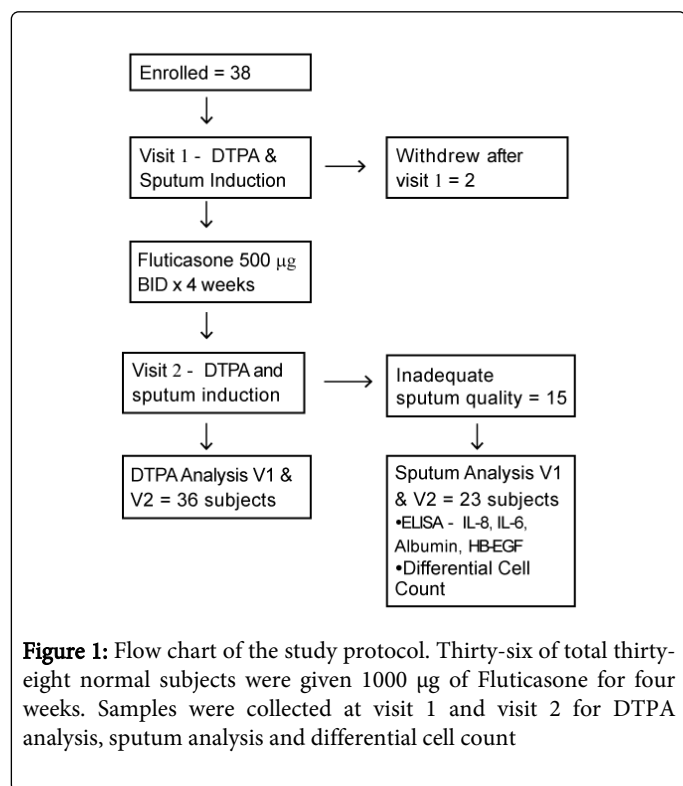 Enrolled = 38
Visit 1 - DTPA &
Sputum Induction
Withdrew after
visit 1 = 2
Fluticasone 500 µg
BID x 4 weeks
Visit 2 - DTPA and
sputum induction
Inadequate
sputum quality = 15
DTPA Analysis V1 &
V2 = 36 subjects
Sputum Analysis V1
& V2 = 23 subjects
•ELISA - IL-8, IL-6,
Albumin, HB-EGF
•Differential Cell
Count
Figure 1: Flow chart of the study protocol. Thirty-six of total thirty-
eight normal subjects were given 1000 µg of Fluticasone for four
weeks. Samples were collected at visit 1 and visit 2 for DTPA
analysis, sputum analysis and differential cell count